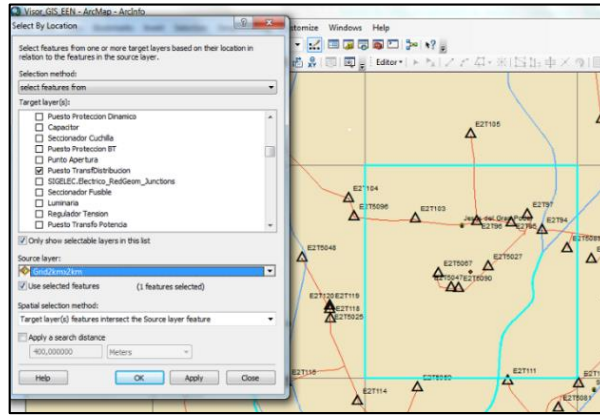 Visor_GIS_EEN - ArcMap - ArcInfo
Select By Location
Customize Windows Help
Select features from one or more target layers based on their location in
relation to the features in the source layer.
Selection method:
select features from
Target layer(s):
Puesto Proteccion Dinamico
Capacitor
Seccionador Cuchilla
Puesto Proteccion BT
Punto Apertura
Puesto TransfDistribucion
SIGELEC.Electrico_RedGeom_Junctions
Seccionador Fusible
Luminaria
Regulador Tension
Puesto Transfo Potencia
Only show selectable layers in this list
Source layer:
Grid2kmx2km
Use selected features (1 features selected)
Spatial selection method:
Target layer(s) features intersect the Source layer feature
Apply a search distance
400,000000 Meters
Help OK Apply Close
Editor
E2T105
E2T104
E2T5096
E2T103
E2T97
E2T96
E2T94
E2T5048
E2T5027
E2T5067
E2T5047
E2T5090
E2T120
E2T119
E2T118
E2T5026
E2T111
E2T114